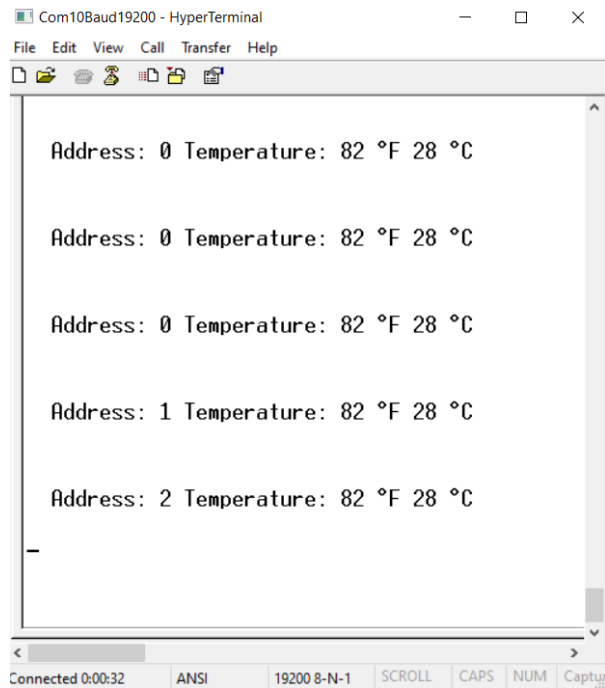 Com10Baud19200 - HyperTerminal
File Edit View Call Transfer Help
Address: 0 Temperature: 82 °F 28 °C
Address: 0 Temperature: 82 °F 28 °C
Address: 0 Temperature: 82 °F 28 °C
Address: 1 Temperature: 82 °F 28 °C
Address: 2 Temperature: 82 °F 28 °C
Connected 0:00:32 ANSI 19200 8-N-1 SCROLL CAPS NUM Captu